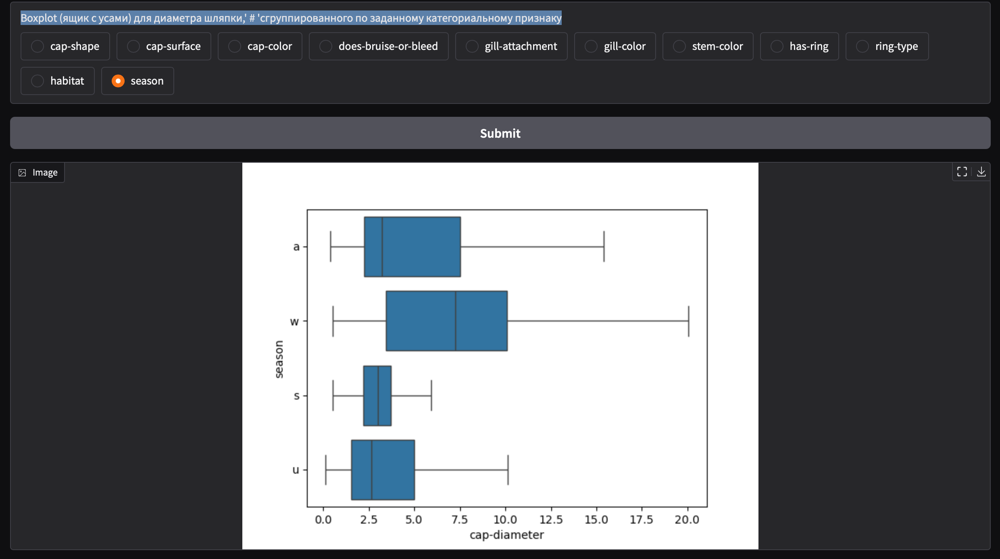 Boxplot (ящик с усами) для диаметра шляпки,' # 'сгруппированного по заданному категориальному признаку
cap-shape cap-surface cap-color does-bruise-or-bleed gill-attachment gill-color stem-color has-ring ring-type
habitat season
Submit
Image
a
w
season
s
u
0.0 2.5 5.0 7.5 10.0 12.5 15.0 17.5 20.0
cap-diameter